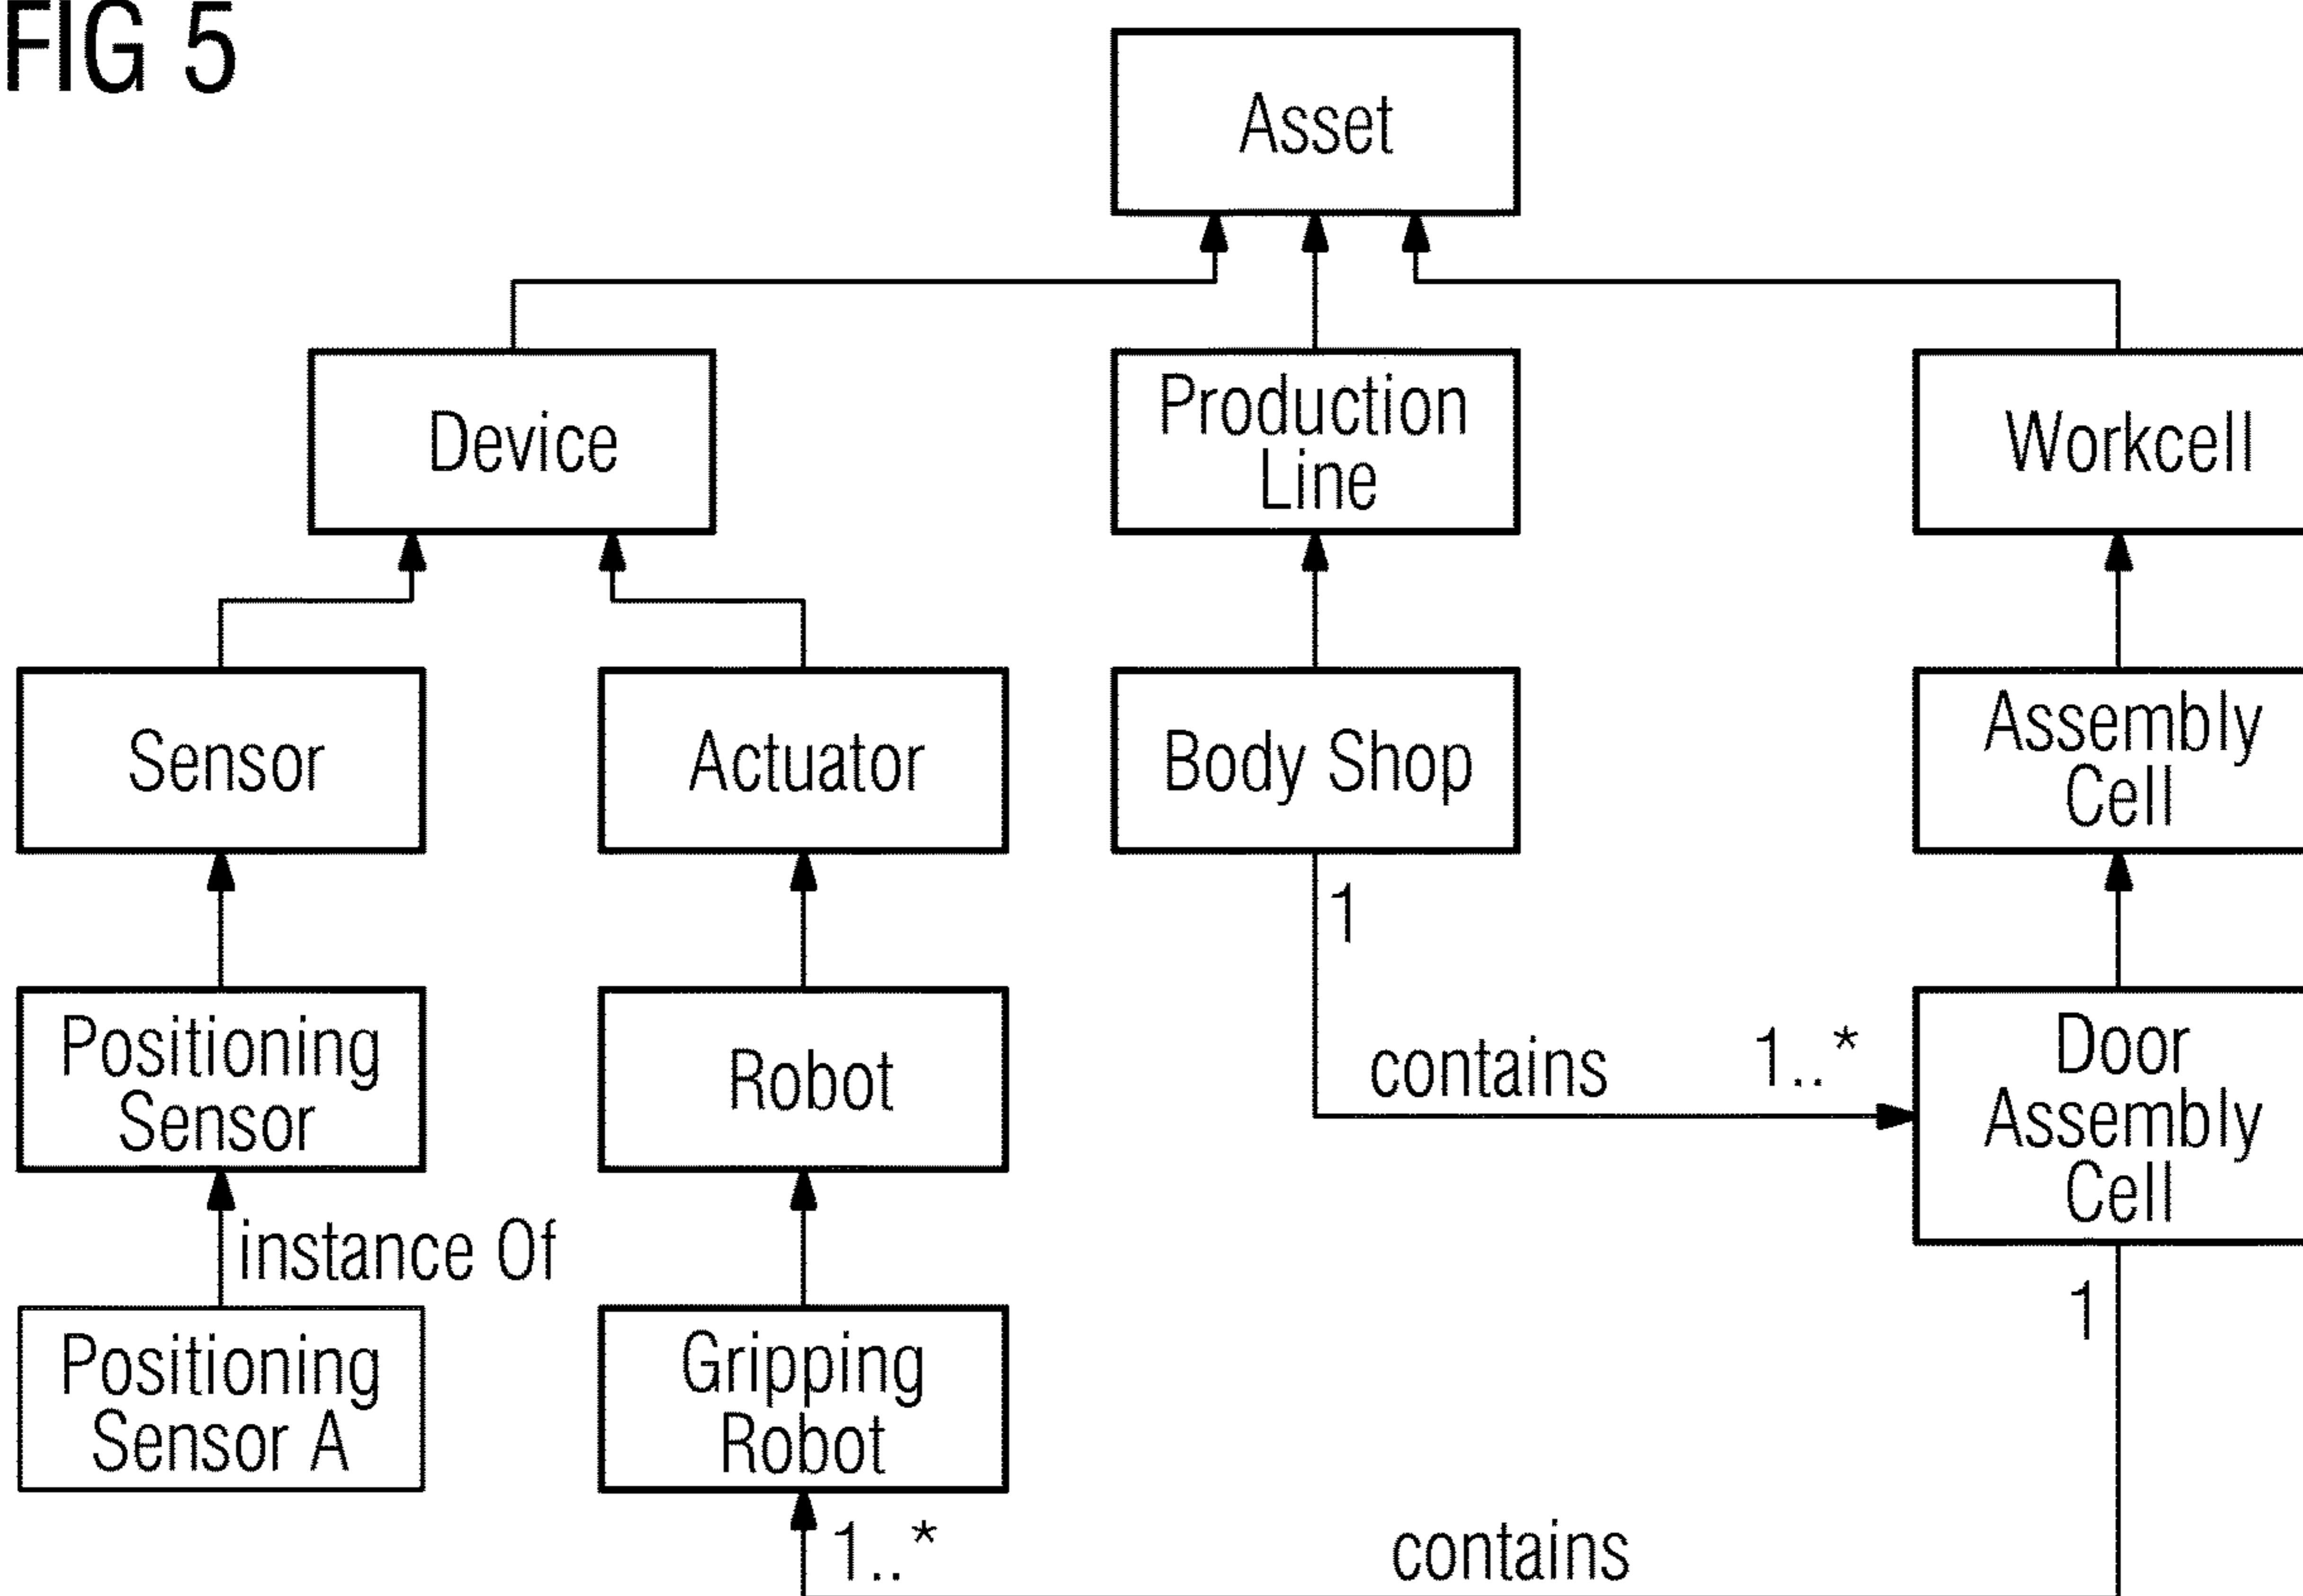 FIG 5
Asset
Device
Production
Line
Workcell
Sensor
Actuator
Body Shop
Assembly
Cell
1
Positioning
Sensor
Robot
contains
1..*
Door
Assembly
Cell
instance Of
1
Positioning
Sensor A
Gripping
Robot
1..*
contains